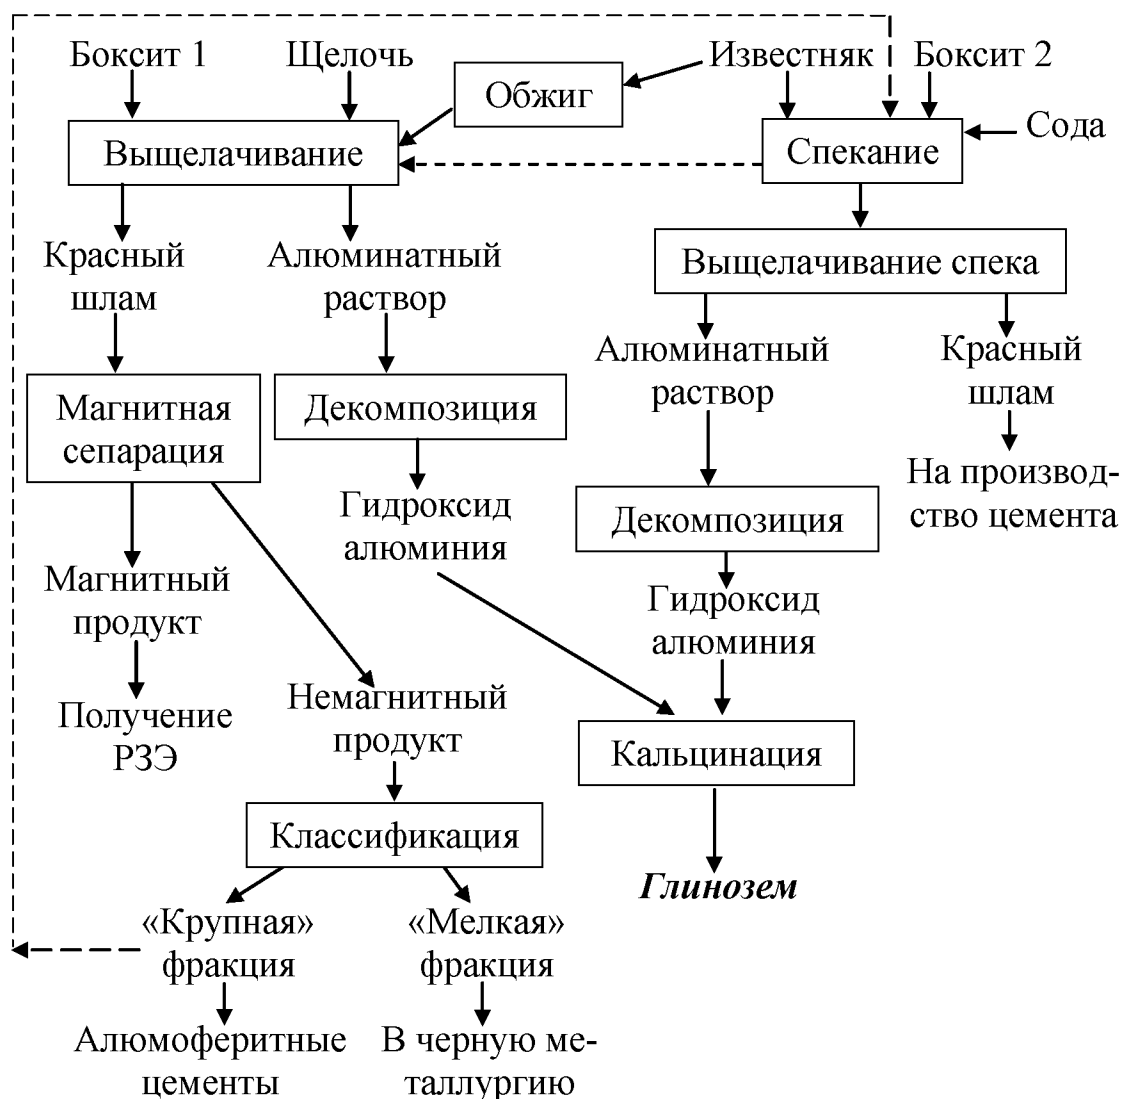 Боксит 1
Щелочь
Известняк
Боксит 2
Обжиг
Сода
Выщелачивание
Спекание
Красный
шлам
Алюминатный
раствор
Выщелачивание спека
Алюминатный
раствор
Красный
шлам
Магнитная
сепарация
Декомпозиция
На производ-
ство цемента
Гидроксид
алюминия
Декомпозиция
Магнитный
продукт
Гидроксид
алюминия
Получение
РЗЭ
Немагнитный
продукт
Кальцинация
Классификация
Глинозем
«Крупная»
фракция
«Мелкая»
фракция
Алюмоферитные
цементы
В черную ме-
таллургию